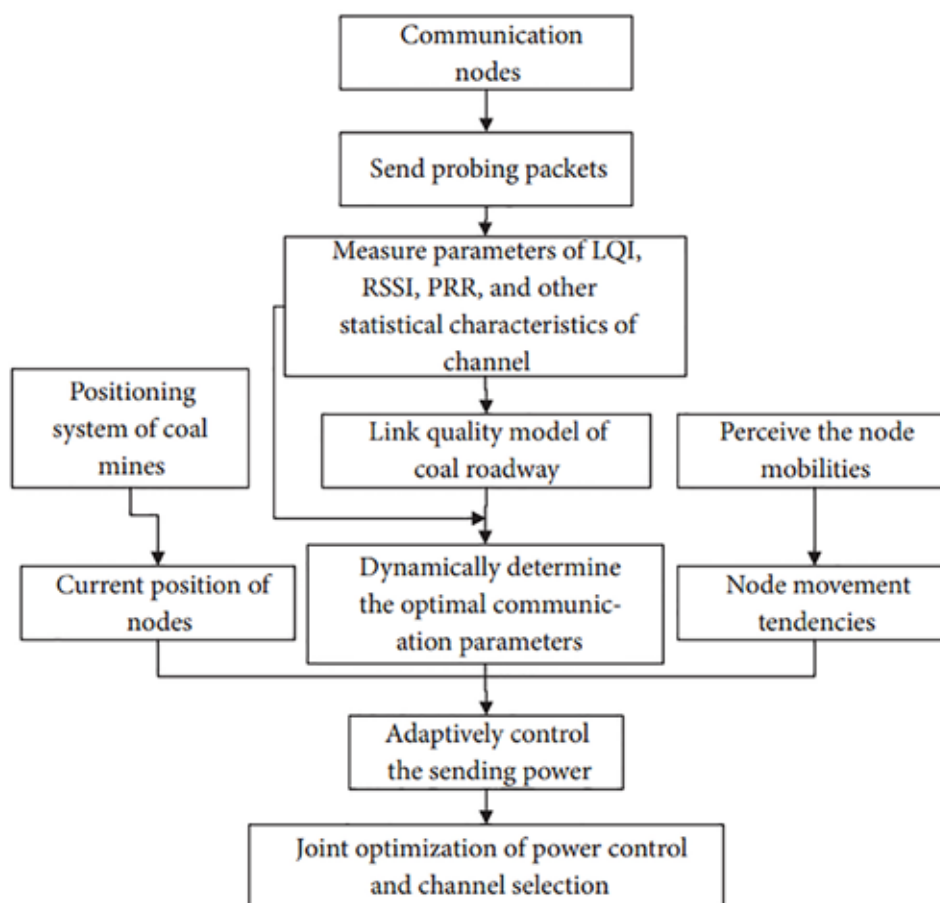 Communication
nodes
Send probing packets
Measure parameters of LQI,
RSSI, PRR, and other
statistical characteristics of
channel
Positioning
system of coal
mines
Link quality model of
coal roadway
Perceive the node
mobilities
Current position of
nodes
Dynamically determine
the optimal communic-
ation parameters
Node movement
tendencies
Adaptively control
the sending power
Joint optimization of power control
and channel selection